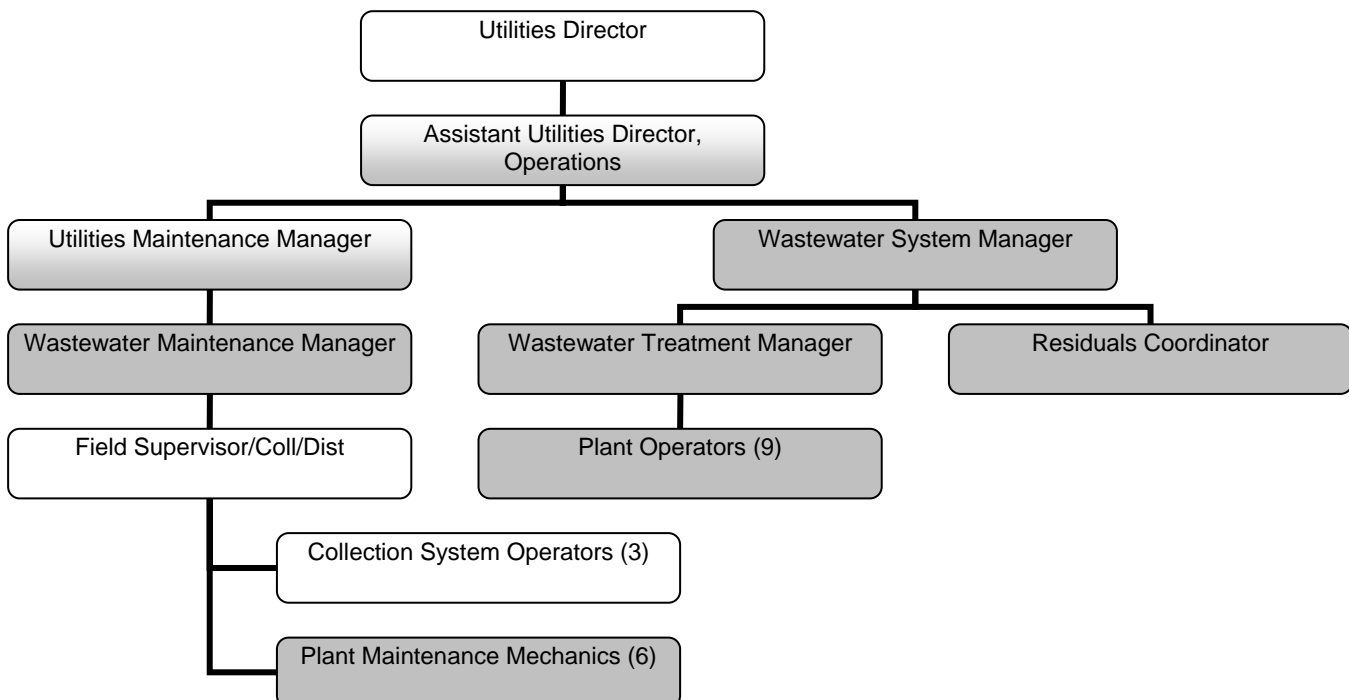 Utilities Director
Assistant Utilities Director,
Operations
Utilities Maintenance Manager
Wastewater System Manager
Wastewater Maintenance Manager
Wastewater Treatment Manager
Residuals Coordinator
Field Supervisor/Coll/Dist
Plant Operators (9)
Collection System Operators (3)
Plant Maintenance Mechanics (6)